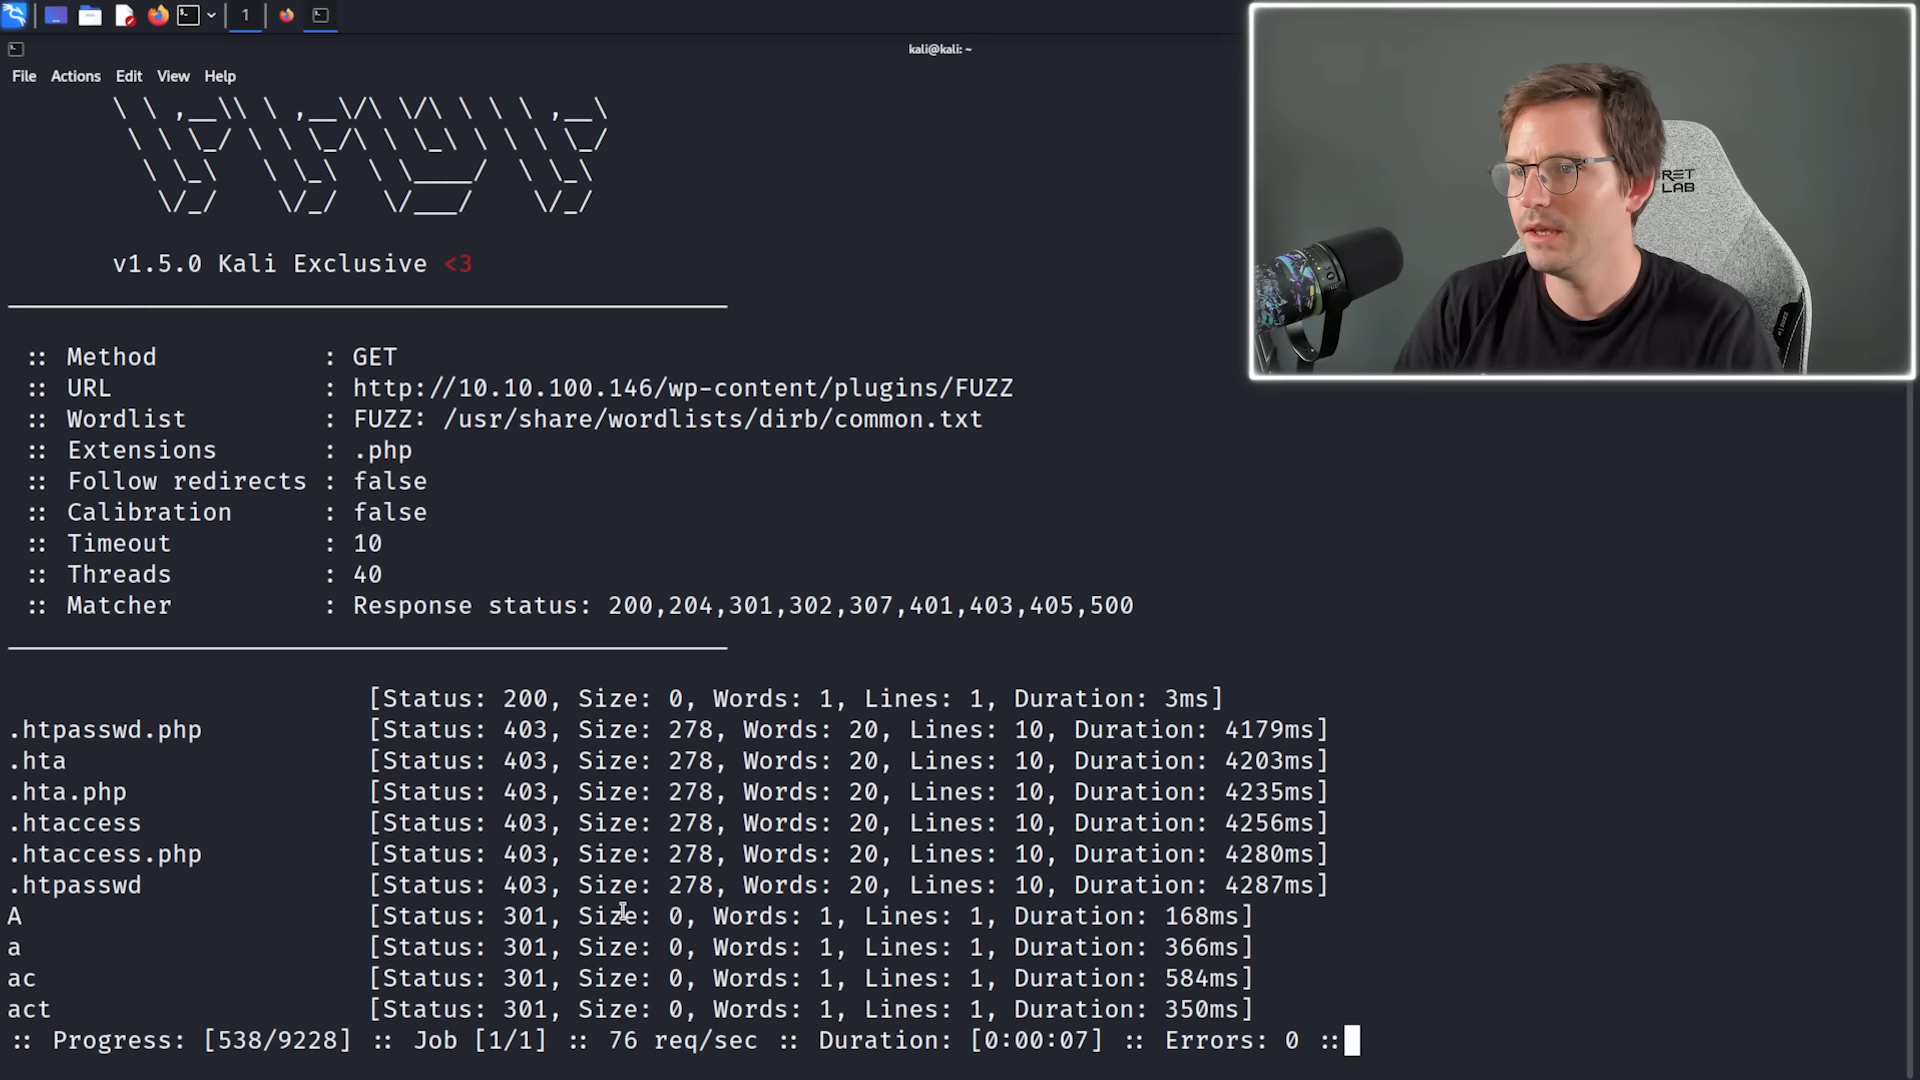 1
kali@kali: ~
File Actions Edit View Help
v1.5.0 Kali Exclusive <3
:: Method : GET
:: URL : http://10.10.100.146/wp-content/plugins/FUZZ
:: Wordlist : FUZZ: /usr/share/wordlists/dirb/common.txt
:: Extensions : .php
:: Follow redirects : false
:: Calibration : false
:: Timeout : 10
:: Threads : 40
:: Matcher : Response status: 200,204,301,302,307,401,403,405,500
[Status: 200, Size: 0, Words: 1, Lines: 1, Duration: 3ms]
.htpasswd.php [Status: 403, Size: 278, Words: 20, Lines: 10, Duration: 4179ms]
.hta [Status: 403, Size: 278, Words: 20, Lines: 10, Duration: 4203ms]
.hta.php [Status: 403, Size: 278, Words: 20, Lines: 10, Duration: 4235ms]
.htaccess [Status: 403, Size: 278, Words: 20, Lines: 10, Duration: 4256ms]
.htaccess.php [Status: 403, Size: 278, Words: 20, Lines: 10, Duration: 4280ms]
.htpasswd [Status: 403, Size: 278, Words: 20, Lines: 10, Duration: 4287ms]
A [Status: 301, Size: 0, Words: 1, Lines: 1, Duration: 168ms]
a [Status: 301, Size: 0, Words: 1, Lines: 1, Duration: 366ms]
ac [Status: 301, Size: 0, Words: 1, Lines: 1, Duration: 584ms]
act [Status: 301, Size: 0, Words: 1, Lines: 1, Duration: 350ms]
:: Progress: [538/9228] :: Job [1/1] :: 76 req/sec :: Duration: [0:00:07] :: Errors: 0 ::
RET
LAB